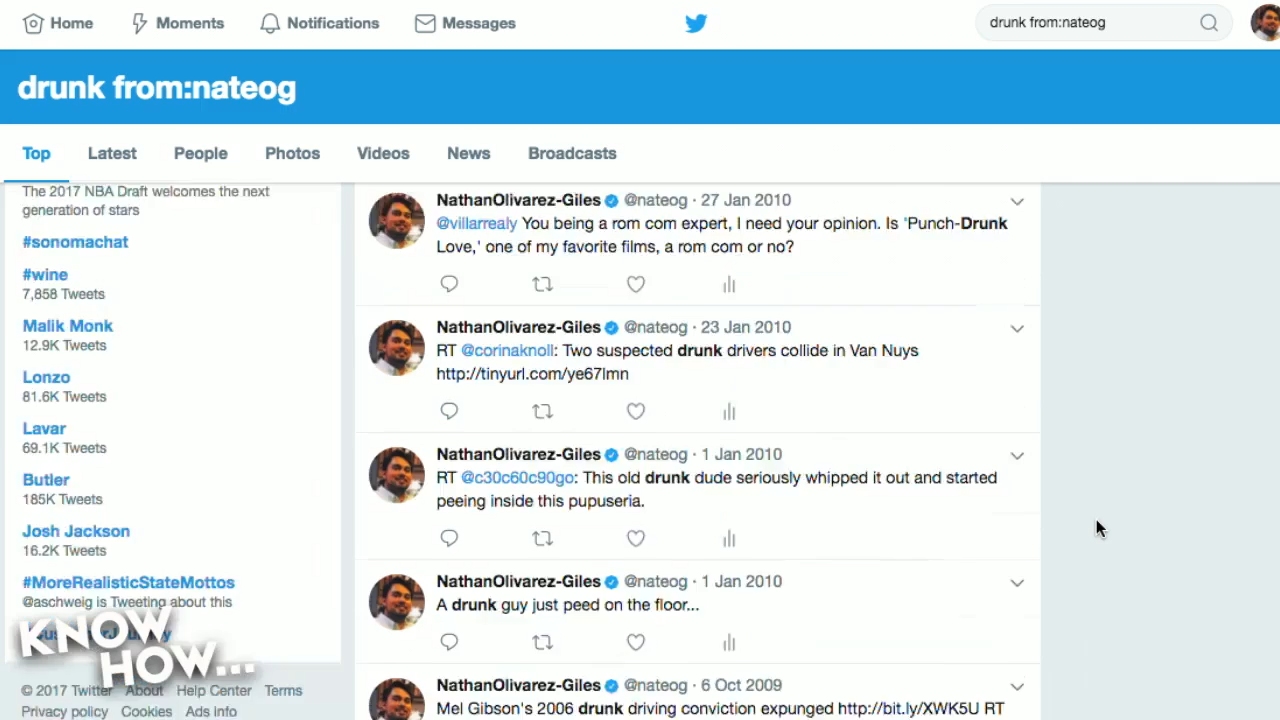 Home
Moments
Notifications
Messages
drunk from:nateog
drunk from:nateog
Top
Latest
People
Photos
Videos
News
Broadcasts
The 2017 NBA Draft welcomes the next
generation of stars
#sonomachat
#wine
7,858 Tweets
Malik Monk
12.9K Tweets
Lonzo
81.6K Tweets
Lavar
69.1K Tweets
Butler
185K Tweets
Josh Jackson
16.2K Tweets
#MoreRealisticStateMottos
@aschweig is Tweeting about this
KNOW
HOW...
© 2017 Twitter About Help Center Terms
Privacy policy Cookies Ads info
NathanOlivarez-Giles @nateog · 27 Jan 2010
@villarrealy You being a rom com expert, I need your opinion. Is 'Punch-Drunk
Love,' one of my favorite films, a rom com or no?
NathanOlivarez-Giles @nateog · 23 Jan 2010
RT @corinaknoll: Two suspected drunk drivers collide in Van Nuys
http://tinyurl.com/ye67lmn
NathanOlivarez-Giles @nateog · 1 Jan 2010
RT @c30c60c90go: This old drunk dude seriously whipped it out and started
peeing inside this pupuseria.
NathanOlivarez-Giles @nateog · 1 Jan 2010
A drunk guy just peed on the floor...
NathanOlivarez-Giles @nateog · 6 Oct 2009
Mel Gibson's 2006 drunk driving conviction expunged http://bit.ly/XWK5U RT